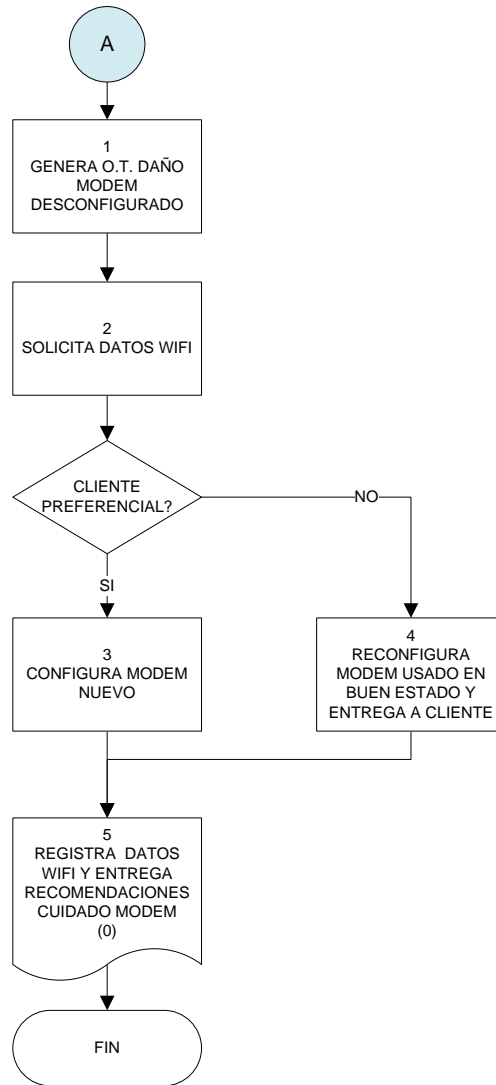 A
1
GENERA O.T. DAÑO
MODEM
DESCONFIGURADO
2
SOLICITA DATOS WIFI
CLIENTE
PREFERENCIAL?
NO
SI
3
CONFIGURA MODEM
NUEVO
4
RECONFIGURA
MODEM USADO EN
BUEN ESTADO Y
ENTREGA A CLIENTE
5
REGISTRA DATOS
WIFI Y ENTREGA
RECOMENDACIONES
CUIDADO MODEM
(0)
FIN